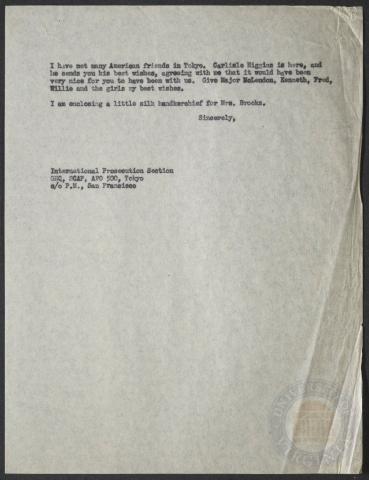 I have not many American friends in Tokyo. Carlisle Higgins is here, and
he sends you his best wishes, agreeing with me that it would have been
very nice for you to have been with us. Give Major McLendon, Kenneth, Fred,
Willie and the girls my best wishes.
I am enclosing a little silk handkerchief for Mrs. Brooks.
Sincerely,
International Prosecution Section
GHQ, SCAP, APO 500, Tokyo
c/o P.M., San Francisco